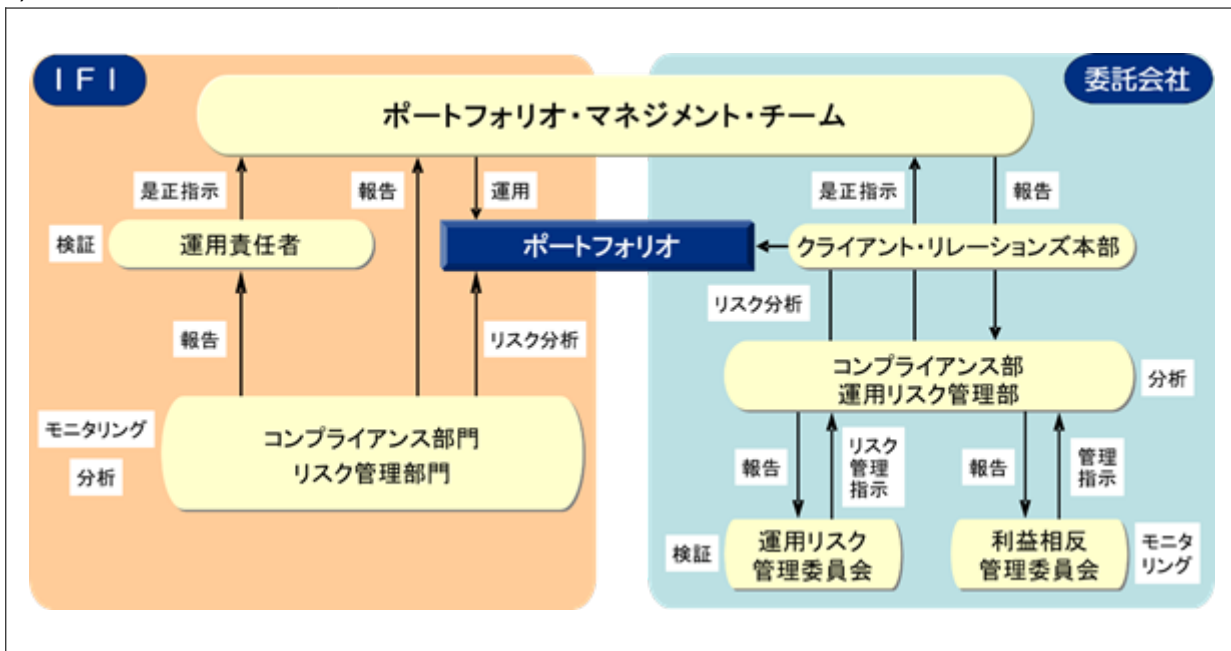 IFI
委託会社
ポートフォリオ・マネジメント・チーム
是正指示
報告
運用
是正指示
報告
検証
運用責任者
ポートフォリオ
クライアント・リレーションズ本部
報告
リスク分析
リスク分析
コンプライアンス部
運用リスク管理部
分析
モニタリング
分析
コンプライアンス部門
リスク管理部門
報告
リスク
管理
指示
報告
管理
指示
検証
運用リスク
管理委員会
利益相反
管理委員会
モニタ
リング